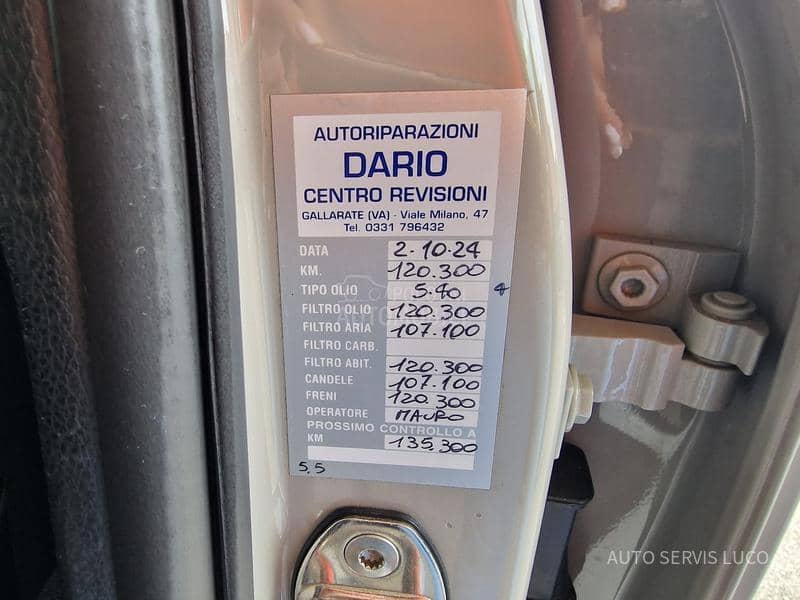 AUTORIPARAZIONI
DARIO
CENTRO REVISIONI
GALLARATE (VA) - Viale Milano, 47
Tel. 0331 796432
DATA 2-10-24
KM. 120.300
TIPO OLIO 5.40
FILTRO OLIO 120.300
FILTRO ARIA 107.100
FILTRO CARB.
FILTRO ABIT. 120.300
CANDELE 107.100
FRENI 120.300
OPERATORE MAURO
PROSSIMO CONTROLLO A
KM 135.300
5,5
AUTO SERVIS LUCO